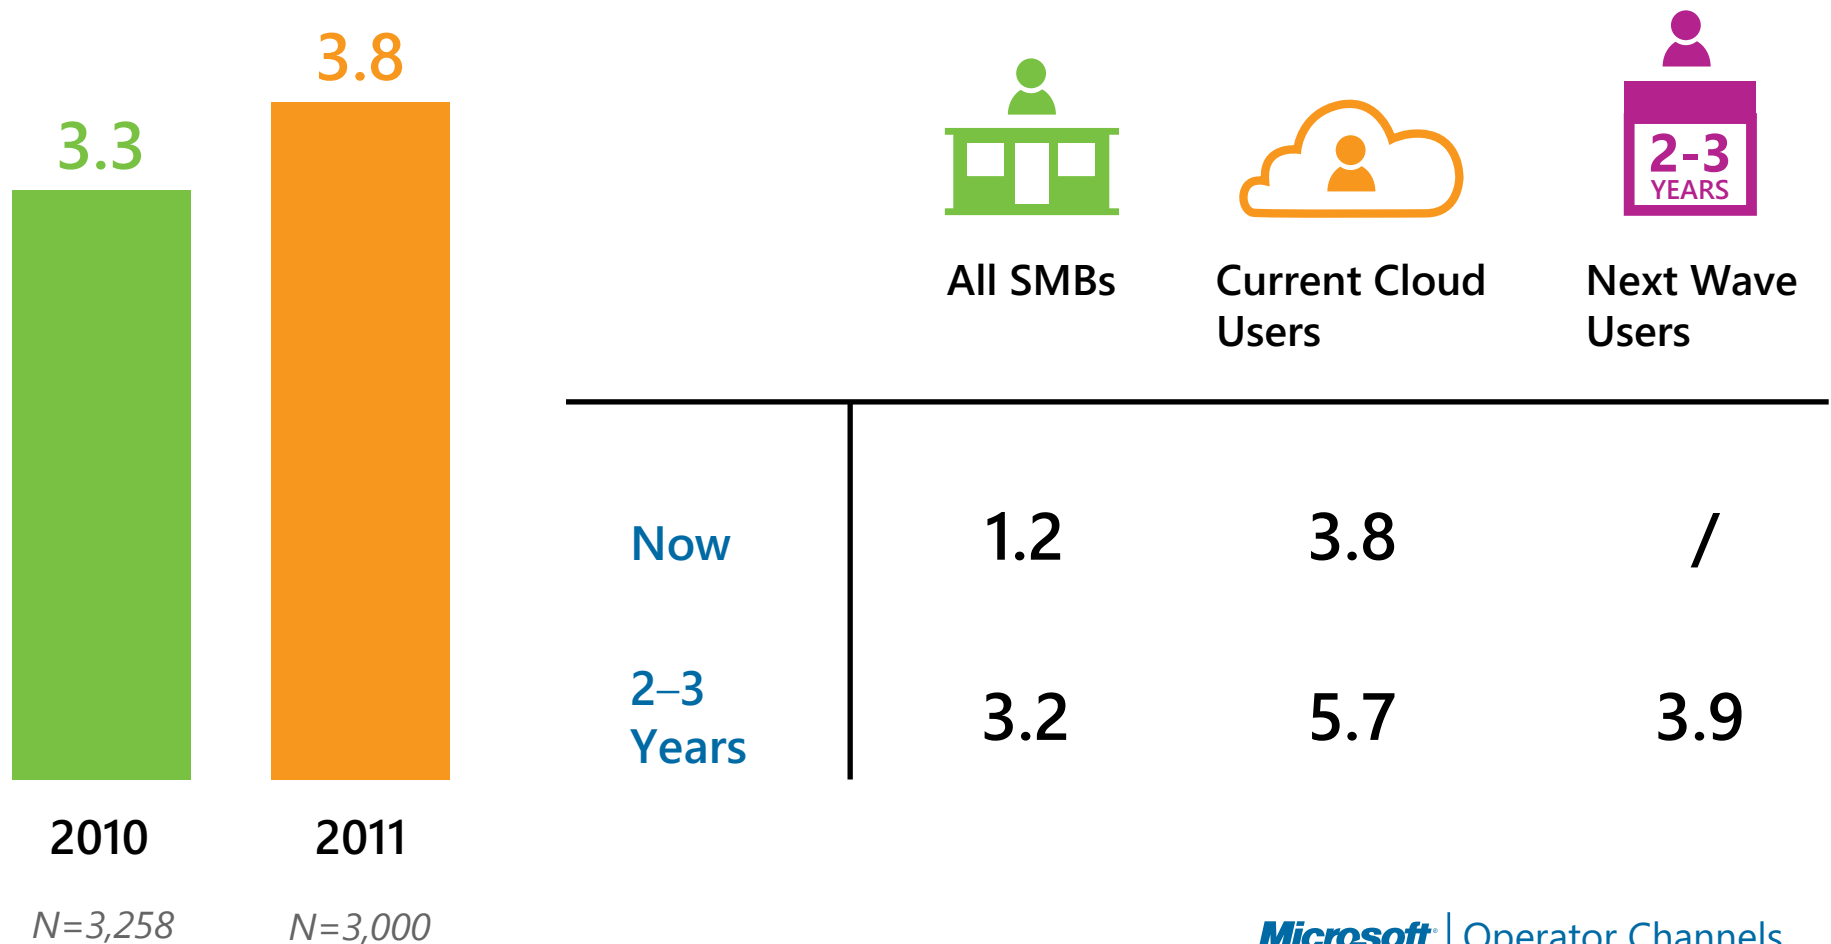 3.3
3.8
2010
2011
N=3,258
N=3,000
2-3
YEARS
All SMBs
Current Cloud
Users
Next Wave
Users
Now
1.2
3.8
/
2–3
Years
3.2
5.7
3.9
Microsoft® | Operator Channels